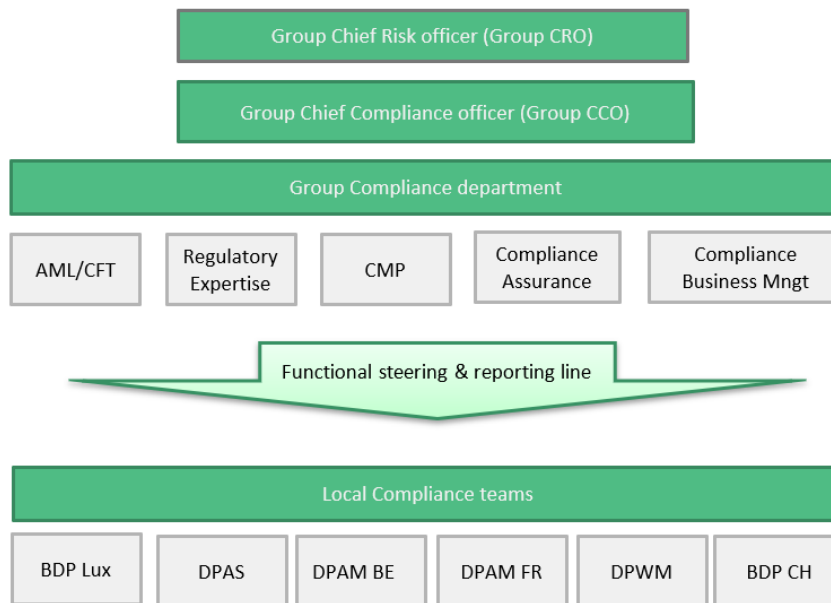 Group Chief Risk officer (Group CRO)
Group Chief Compliance officer (Group CCO)
Group Compliance department
AML/CFT
Regulatory
Expertise
CMP
Compliance
Assurance
Compliance
Business Mngt
Functional steering & reporting line
Local Compliance teams
BDP Lux
DPAS
DPAM BE
DPAM FR
DPWM
BDP CH